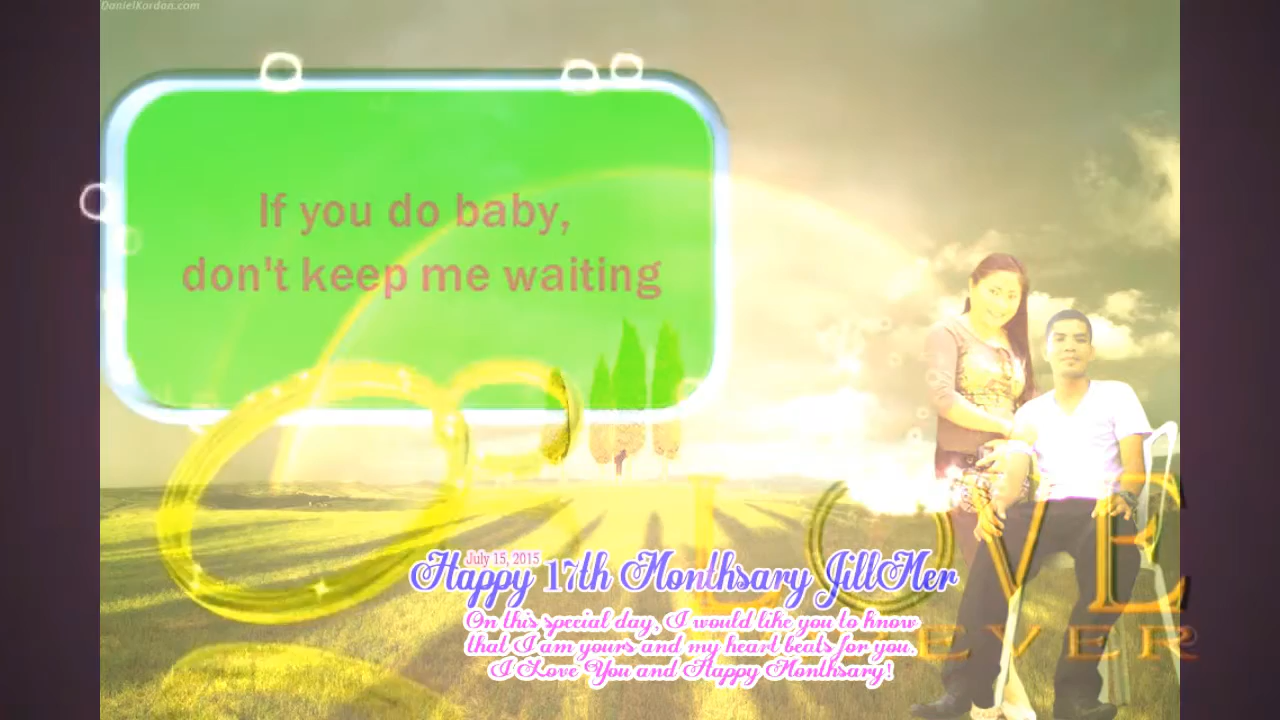 DanielKordan.com
If you do baby,
don't keep me waiting
LOVE
July 15, 2015
Happy 17th Monthsary JillMer
On this special day, I would like you to know
that I am yours and my heart beats for you.
I Love You and Happy Monthsary!